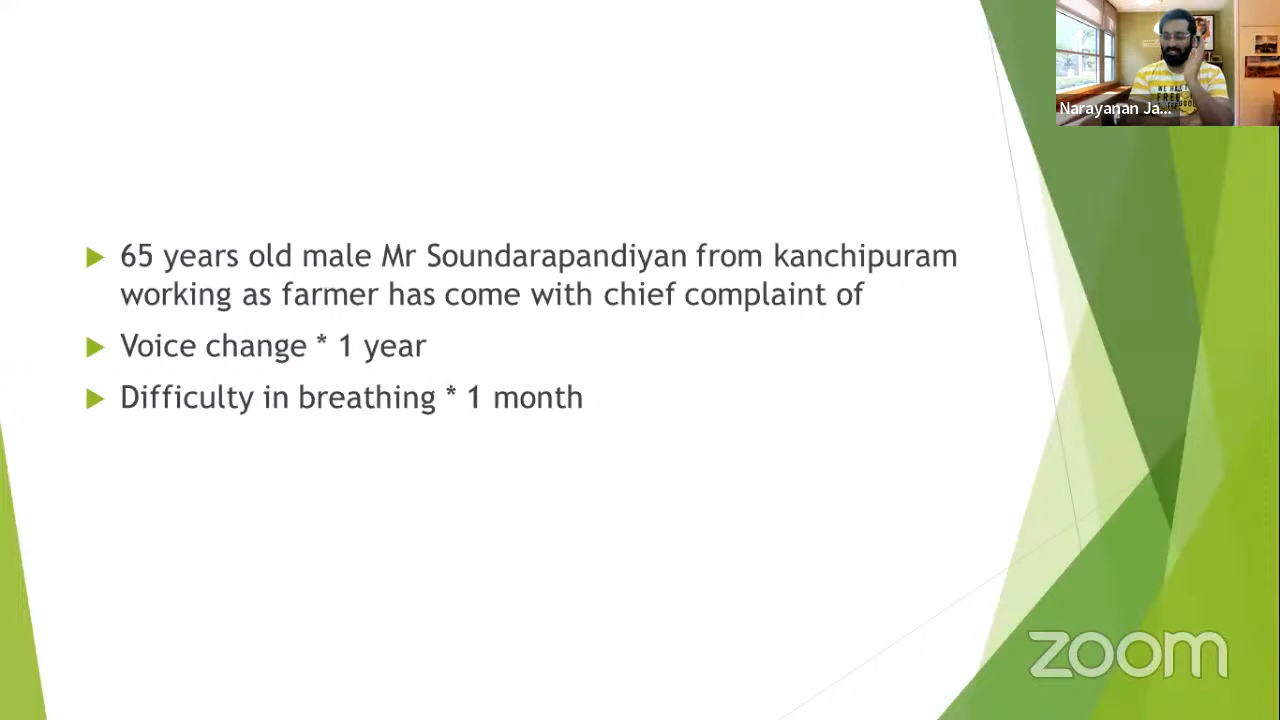 Narayanan Ja...
65 years old male Mr Soundarapandiyan from kanchipuram
working as farmer has come with chief complaint of
Voice change * 1 year
Difficulty in breathing * 1 month
zoom